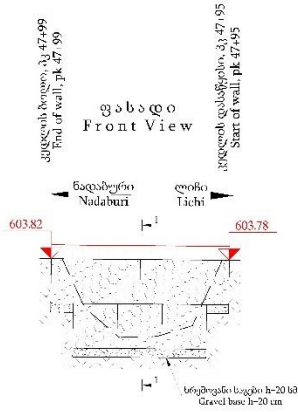 კედლის ბოლო, პკ 47+99
End of wall, pk 47+99
კედლის დასაწყისი, პკ 47+95
Start of wall, pk 47+95
ფასადი
Front View
ნადაბური
Nadaburi
ლიჩი
Lichi
603.82
1
603.78
1
ხრეშოვანი საგები h-20 სმ
Gravel base h-20 cm